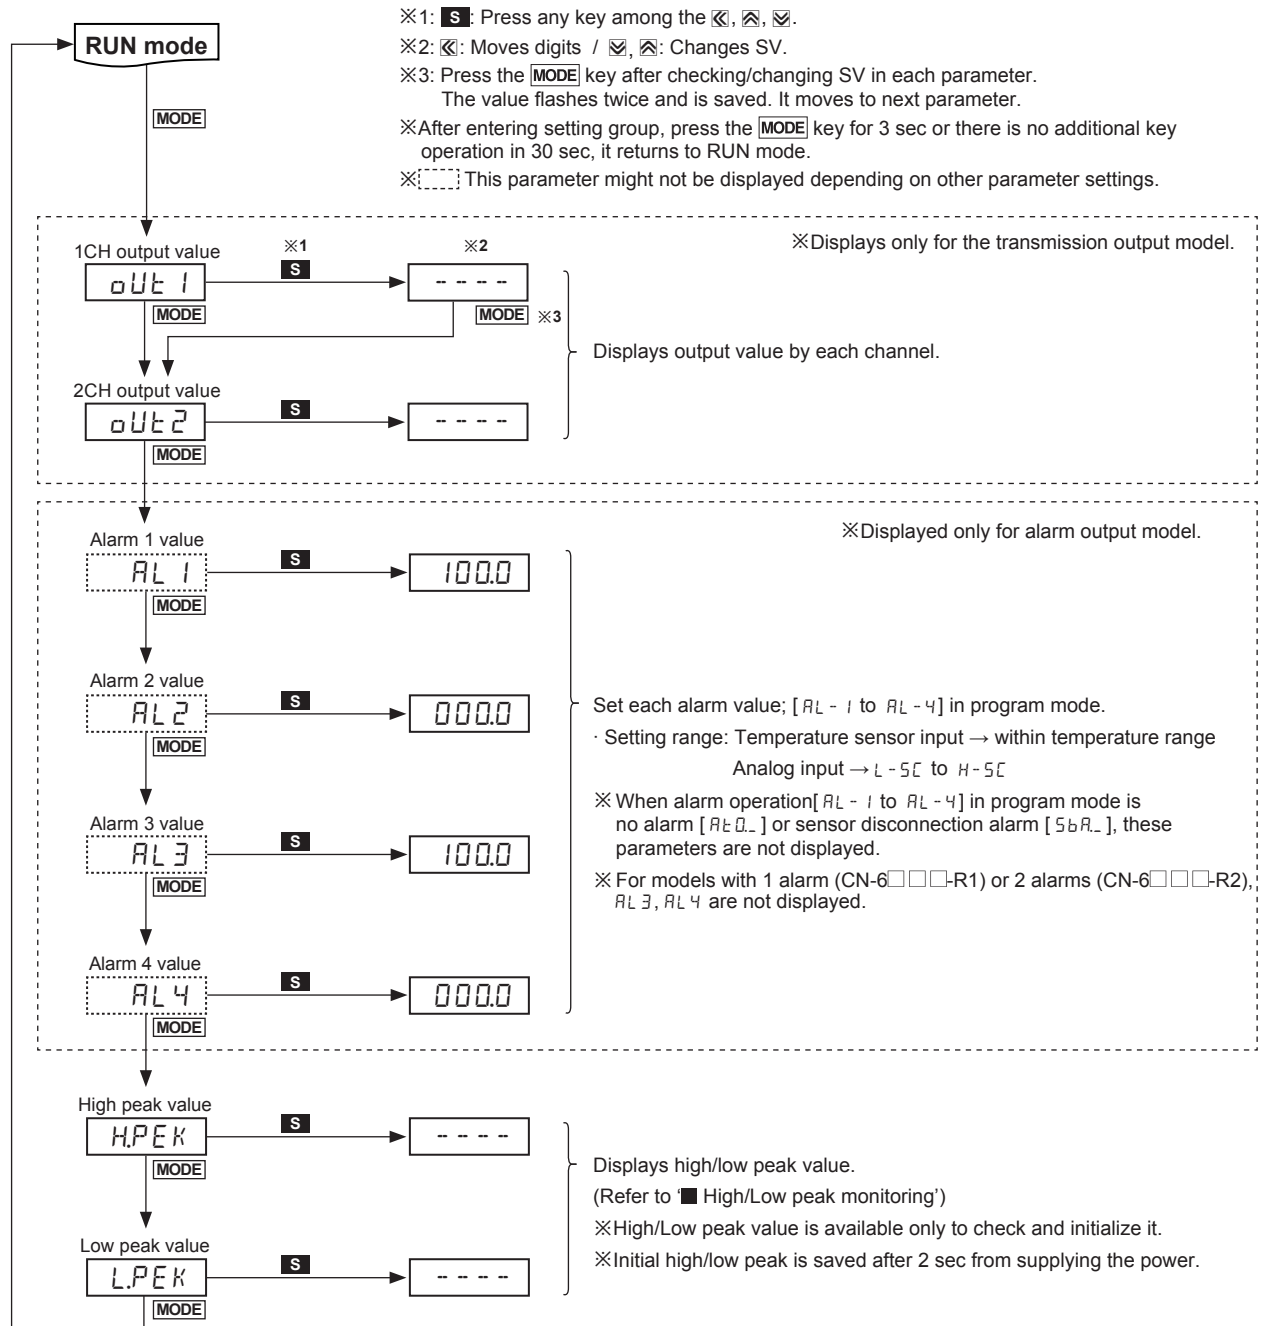 RUN mode
※1: S : Press any key among the «, ︽, ︾.
※2: «: Moves digits / ︾, ︽: Changes SV.
※3: Press the MODE key after checking/changing SV in each parameter.
The value flashes twice and is saved. It moves to next parameter.
※After entering setting group, press the MODE key for 3 sec or there is no additional key
operation in 30 sec, it returns to RUN mode.
※ This parameter might not be displayed depending on other parameter settings.
MODE
※Displays only for the transmission output model.
1CH output value
※1
※2
oUt 1
S
-- -- -- --
MODE
MODE ※3
Displays output value by each channel.
2CH output value
oUt2
S
-- -- -- --
MODE
※Displayed only for alarm output model.
Alarm 1 value
AL 1
S
100.0
MODE
Alarm 2 value
AL 2
S
000.0
MODE
Set each alarm value; [ AL - 1 to AL - 4] in program mode.
· Setting range: Temperature sensor input → within temperature range
Analog input → L - SC to H - SC
※ When alarm operation[ AL - 1 to AL - 4] in program mode is
no alarm [ At0._ ] or sensor disconnection alarm [ SbA._ ], these
parameters are not displayed.
※ For models with 1 alarm (CN-6□□□-R1) or 2 alarms (CN-6□□□-R2),
AL 3, AL 4 are not displayed.
Alarm 3 value
AL 3
S
100.0
MODE
Alarm 4 value
AL 4
S
000.0
MODE
High peak value
H.PEK
S
-- -- -- --
MODE
Displays high/low peak value.
(Refer to '■ High/Low peak monitoring')
※High/Low peak value is available only to check and initialize it.
※Initial high/low peak is saved after 2 sec from supplying the power.
Low peak value
L.PEK
S
-- -- -- --
MODE